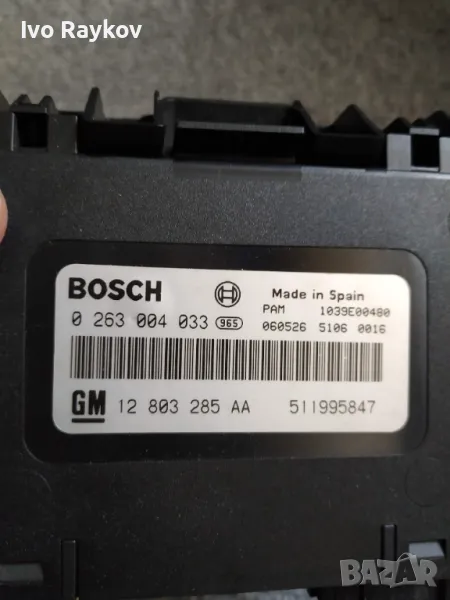 Ivo Raykov
BOSCH
Made in Spain
0 263 004 033 965
PAM 1039E00480
060526 5106 0016
GM 12 803 285 AA 511995847
BAZAR